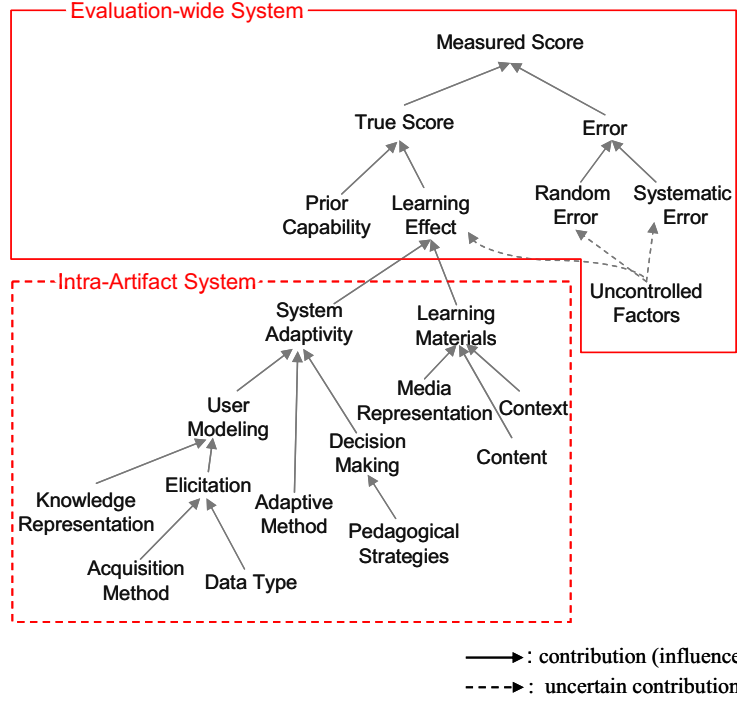 Evaluation-wide System
Measured Score
True Score
Error
Prior
Capability
Learning
Effect
Random
Error
Systematic
Error
Uncontrolled
Factors
Intra-Artifact System
System
Adaptivity
Learning
Materials
Media
Representation
Context
Content
User
Modeling
Decision
Making
Knowledge
Representation
Elicitation
Adaptive
Method
Pedagogical
Strategies
Acquisition
Method
Data Type
: contribution (influence
: uncertain contribution